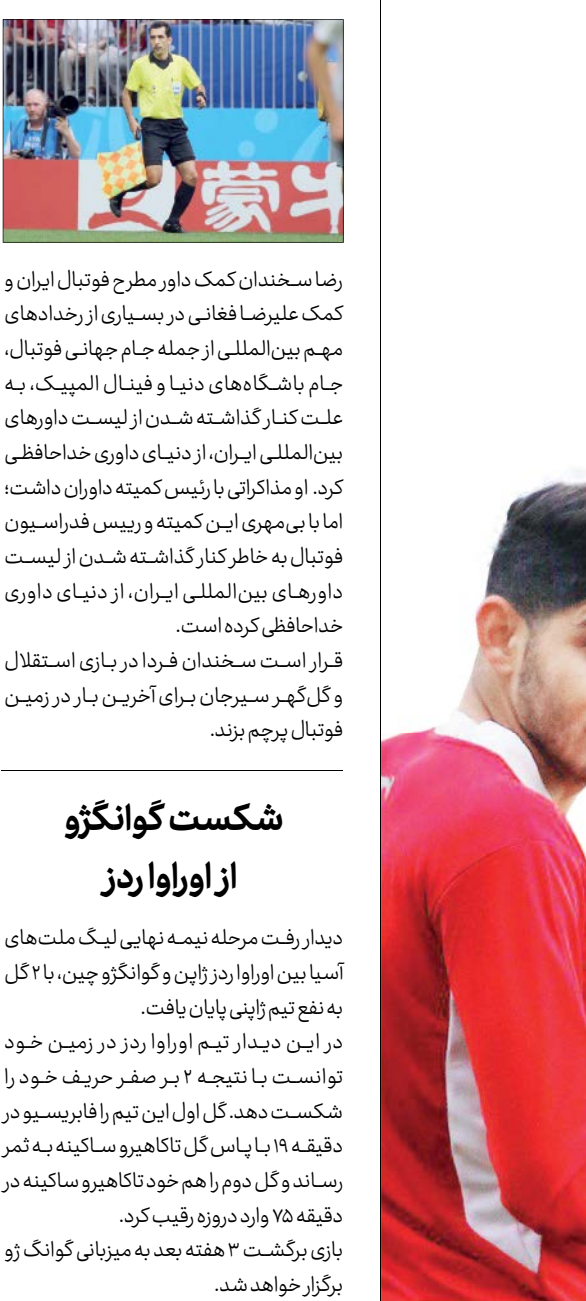 蒙牛
رضا سخندان کمک داور مطرح فوتبال ایران و
کمک علیرضا فغانی در بسیاری از رخدادهای
مهم بین‌المللی از جمله جام جهانی فوتبال،
جام باشگاه‌های دنیا و فینال المپیک، به
علت کنار گذاشته شدن از لیست داورهای
بین‌المللی ایران، از دنیای داوری خداحافظی
کرد. او مذاکراتی با رئیس کمیته داوران داشت؛
اما با بی‌مهری این کمیته و رییس فدراسیون
فوتبال به خاطر کنار گذاشته شدن از لیست
داورهای بین‌المللی ایران، از دنیای داوری
خداحافظی کرده است.
قرار است سخندان فردا در بازی استقلال
و گل‌گهر سیرجان برای آخرین بار در زمین
فوتبال پرچم بزند.
شکست گوانگژو
از اوراوا ردز
دیدار رفت مرحله نیمه نهایی لیگ ملت‌های
آسیا بین اوراوا ردز ژاپن و گوانگژو چین، با ۲ گل
به نفع تیم ژاپنی پایان یافت.
در این دیدار تیم اوراوا ردز در زمین خود
توانست با نتیجه ۲ بر صفر حریف خود را
شکست دهد. گل اول این تیم را فابریسیو در
دقیقه ۱۹ با پاس گل تاکاهیرو ساکینه به ثمر
رساند و گل دوم را هم خود تاکاهیرو ساکینه در
دقیقه ۷۵ وارد دروزه رقیب کرد.
بازی برگشت ۳ هفته بعد به میزبانی گوانگ ژو
برگزار خواهد شد.